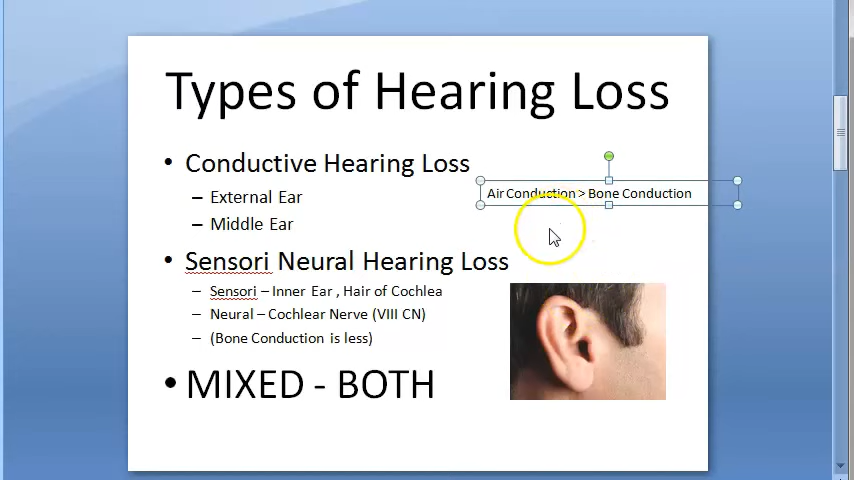 Types of Hearing Loss
• Conductive Hearing Loss
– External Ear
– Middle Ear
Air Conduction > Bone Conduction
• Sensori Neural Hearing Loss
– Sensori – Inner Ear , Hair of Cochlea
– Neural – Cochlear Nerve (VIII CN)
– (Bone Conduction is less)
• MIXED - BOTH